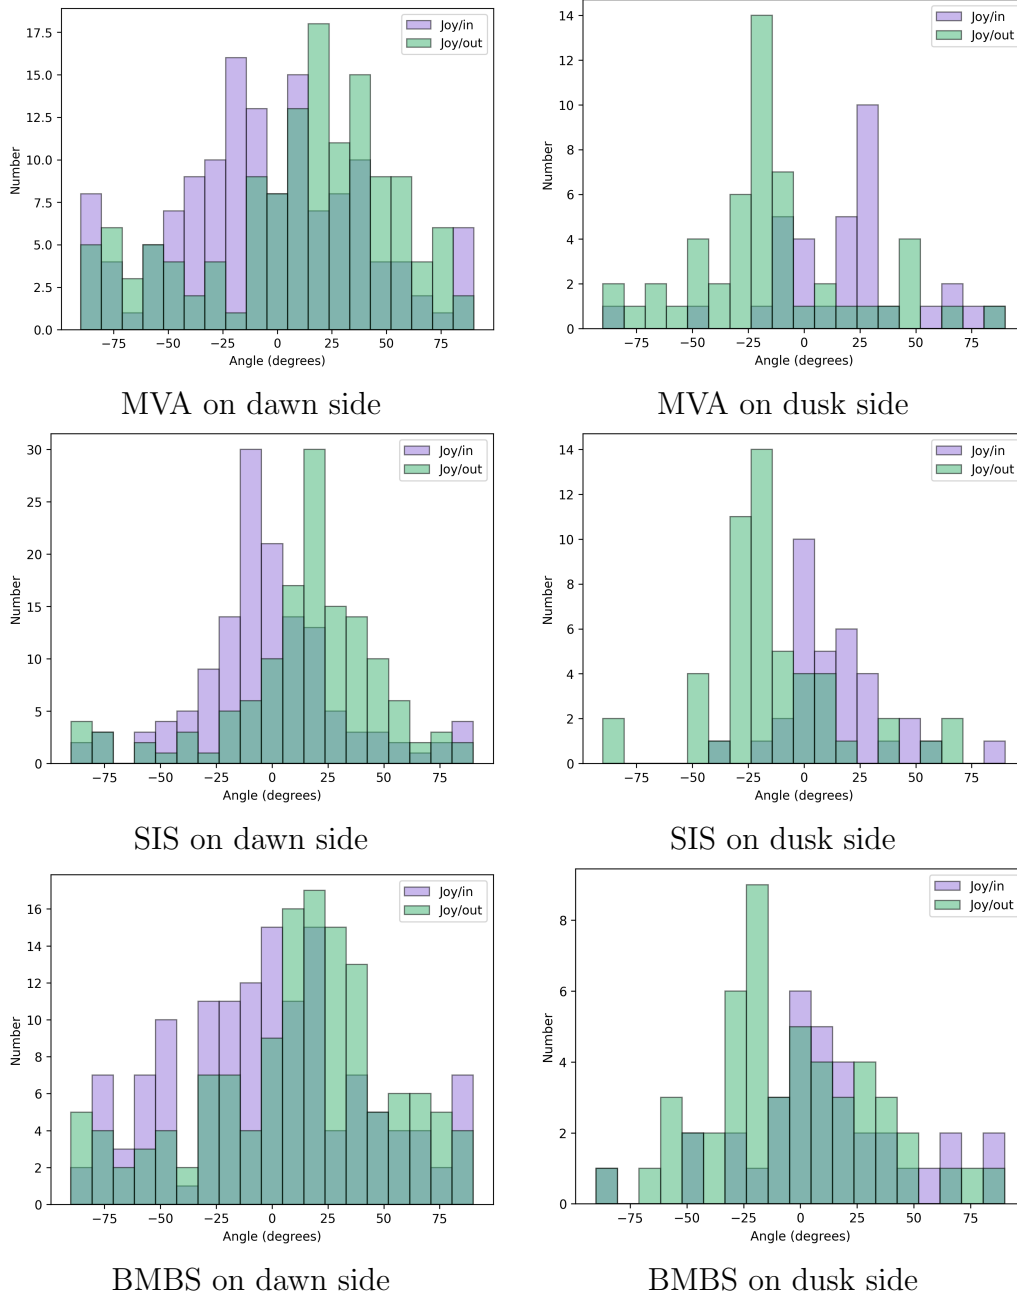 Joy/in
Joy/out
17.5
15.0
12.5
10.0
7.5
5.0
2.5
0.0
Number
−75 −50 −25 0 25 50 75
Angle (degrees)
MVA on dawn side
Joy/in
Joy/out
14
12
10
8
6
4
2
0
Number
−75 −50 −25 0 25 50 75
Angle (degrees)
MVA on dusk side
Joy/in
Joy/out
30
25
20
15
10
5
0
Number
−75 −50 −25 0 25 50 75
Angle (degrees)
SIS on dawn side
Joy/in
Joy/out
14
12
10
8
6
4
2
0
Number
−75 −50 −25 0 25 50 75
Angle (degrees)
SIS on dusk side
Joy/in
Joy/out
16
14
12
10
8
6
4
2
0
Number
−75 −50 −25 0 25 50 75
Angle (degrees)
BMBS on dawn side
Joy/in
Joy/out
8
6
4
2
0
Number
−75 −50 −25 0 25 50 75
Angle (degrees)
BMBS on dusk side